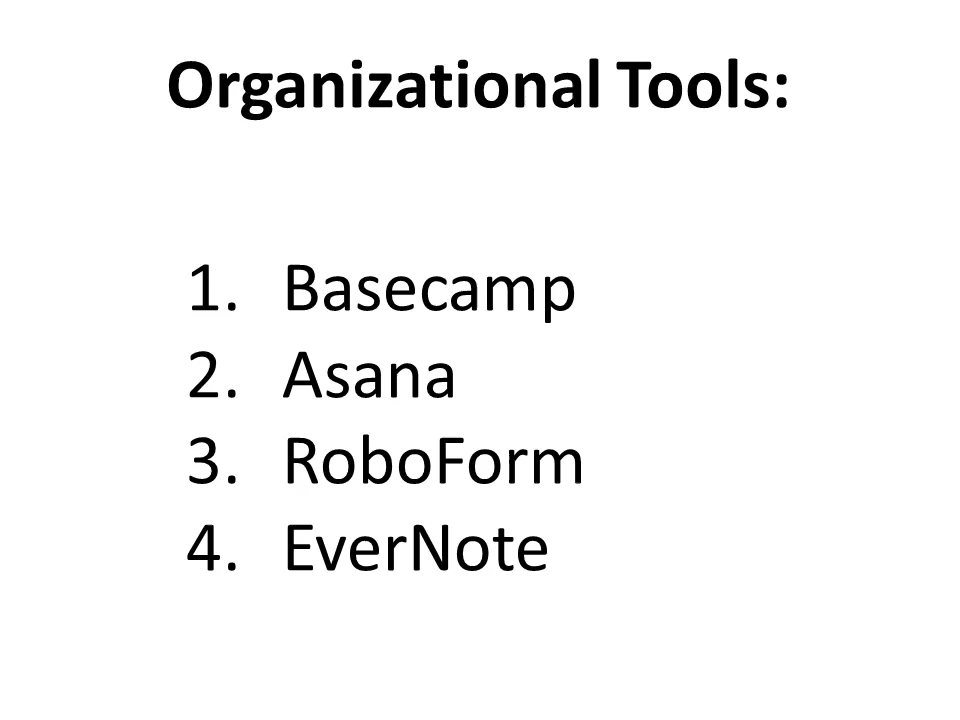 Organizational Tools:
1. Basecamp
2. Asana
3. RoboForm
4. EverNote